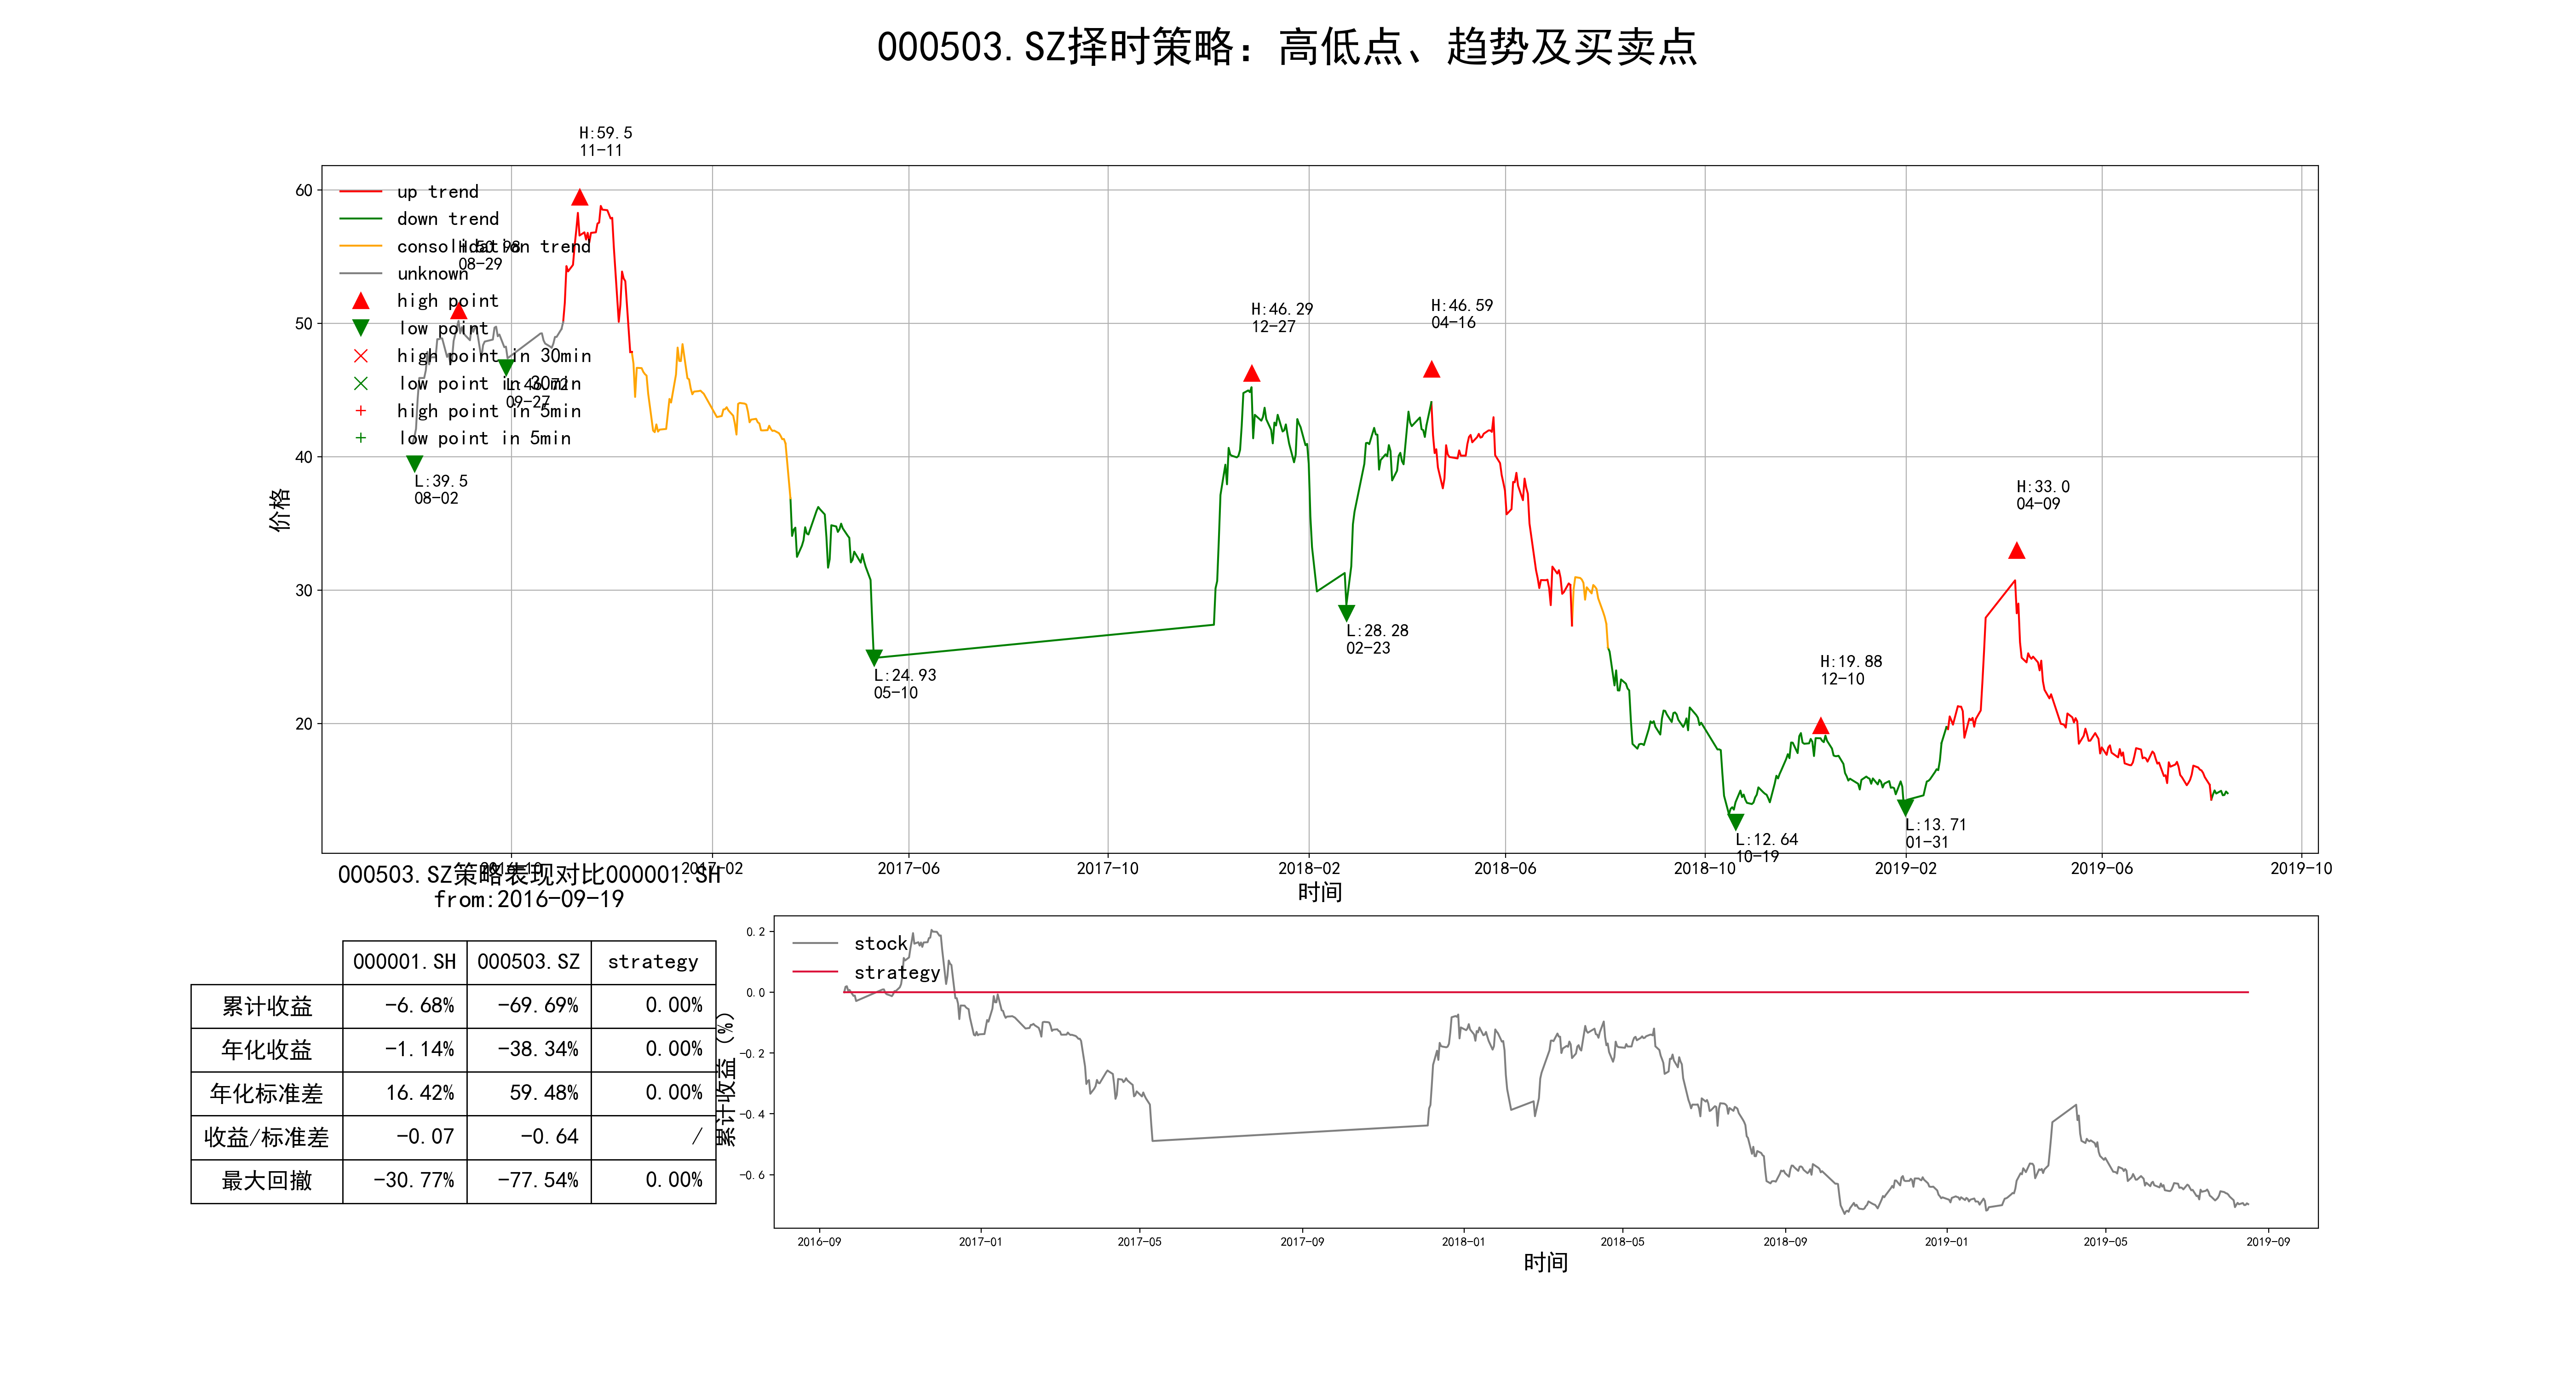 000503.SZ择时策略：高低点、趋势及买卖点
H:59.5
11-11
up trend
down trend
consolidation trend
unknown
high point
low point
high point in 30min
low point in 30min
high point in 5min
low point in 5min
H:50.98
08-29
L:46.72
09-27
L:39.5
08-02
L:24.93
05-10
H:46.29
12-27
L:28.28
02-23
H:46.59
04-16
L:12.64
10-19
H:19.88
12-10
L:13.71
01-31
H:33.0
04-09
价格
60
50
40
30
20
2016-10 2017-02 2017-06 2017-10 2018-02 2018-06 2018-10 2019-02 2019-06 2019-10
时间
000503.SZ策略表现对比000001.SH
from:2016-09-19
000001.SH 000503.SZ strategy
累计收益 -6.68% -69.69% 0.00%
年化收益 -1.14% -38.34% 0.00%
年化标准差 16.42% 59.48% 0.00%
收益/标准差 -0.07 -0.64 /
最大回撤 -30.77% -77.54% 0.00%
累计收益（%）
0.2
0.0
-0.2
-0.4
-0.6
stock
strategy
2016-09 2017-01 2017-05 2017-09 2018-01 2018-05 2018-09 2019-01 2019-05 2019-09
时间